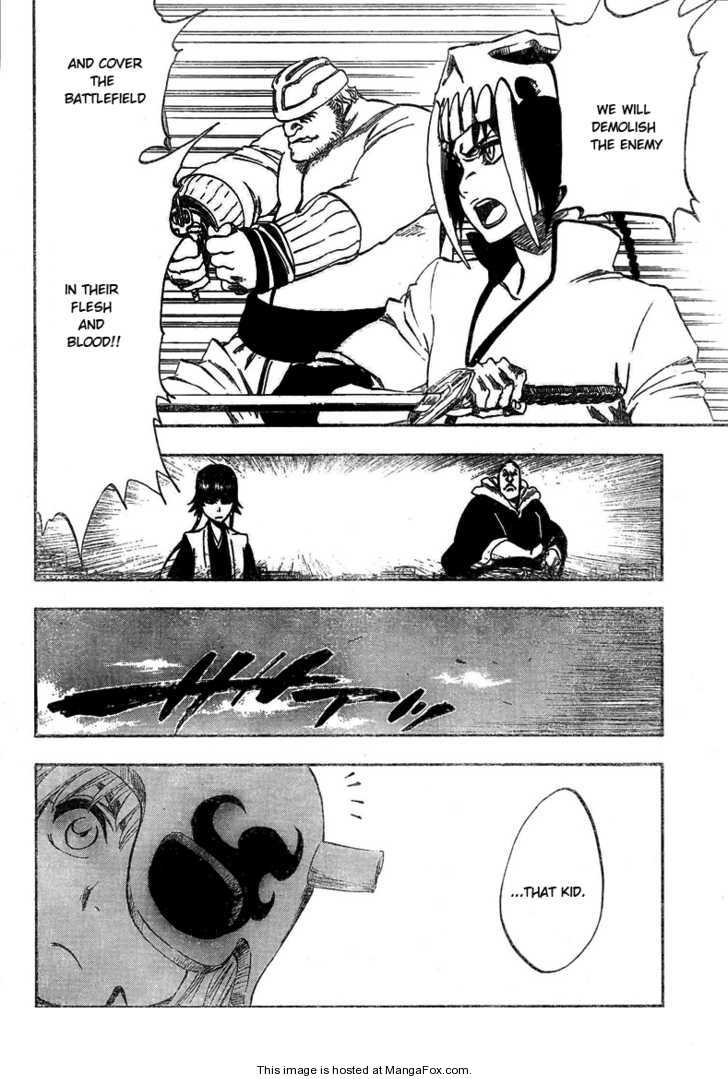 WE WILL
DEMOLISH
THE ENEMY
AND COVER
THE
BATTLEFIELD
IN THEIR
FLESH
AND
BLOOD!!
...THAT KID.
This image is hosted at MangaFox.com.